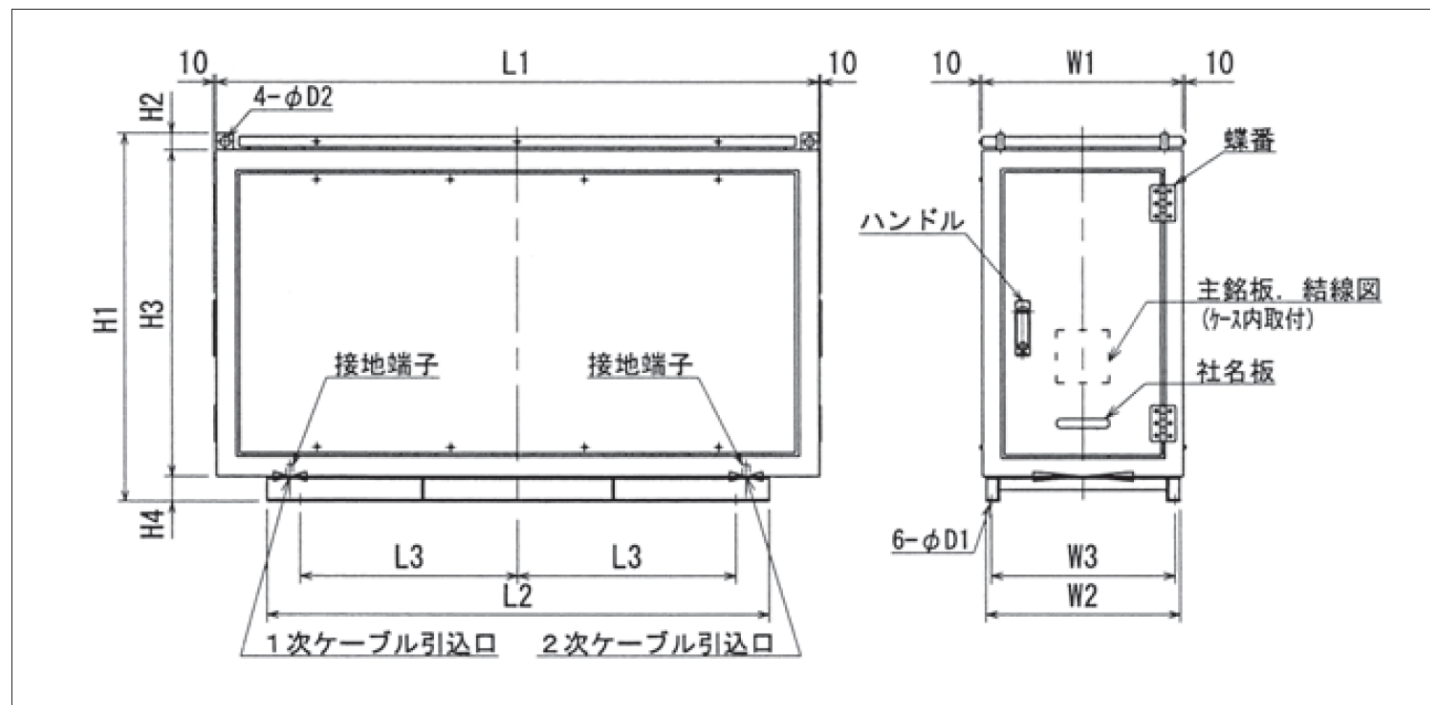 10
L1
10
10
W1
10
H2
4-φD2
蝶番
ハンドル
H1
H3
主銘板. 結線図
(ケース内取付)
接地端子
接地端子
社名板
H4
6-φD1
L3
L3
W3
L2
W2
1次ケーブル引込口
2次ケーブル引込口